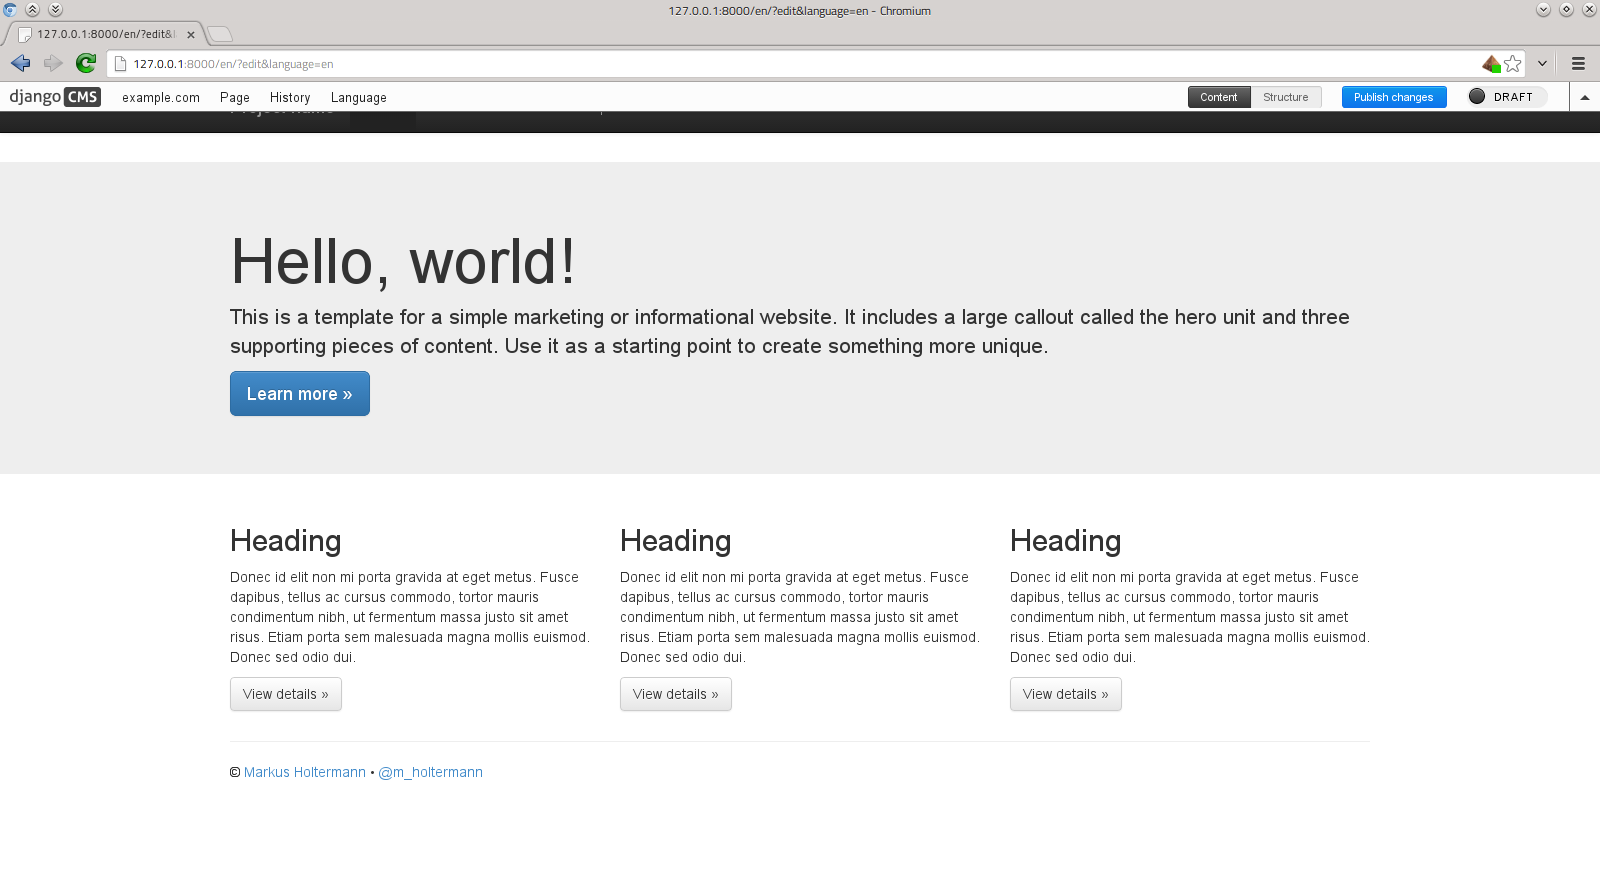 127.0.0.1:8000/en/?edit&language=en - Chromium
127.0.0.1:8000/en/?edit&l
127.0.0.1:8000/en/?edit&language=en
django CMS example.com Page History Language Content Structure Publish changes DRAFT
Project name
Hello, world!
This is a template for a simple marketing or informational website. It includes a large callout called the hero unit and three
supporting pieces of content. Use it as a starting point to create something more unique.
Learn more »
Heading
Donec id elit non mi porta gravida at eget metus. Fusce
dapibus, tellus ac cursus commodo, tortor mauris
condimentum nibh, ut fermentum massa justo sit amet
risus. Etiam porta sem malesuada magna mollis euismod.
Donec sed odio dui.
View details »
Heading
Donec id elit non mi porta gravida at eget metus. Fusce
dapibus, tellus ac cursus commodo, tortor mauris
condimentum nibh, ut fermentum massa justo sit amet
risus. Etiam porta sem malesuada magna mollis euismod.
Donec sed odio dui.
View details »
Heading
Donec id elit non mi porta gravida at eget metus. Fusce
dapibus, tellus ac cursus commodo, tortor mauris
condimentum nibh, ut fermentum massa justo sit amet
risus. Etiam porta sem malesuada magna mollis euismod.
Donec sed odio dui.
View details »
© Markus Holtermann • @m_holtermann